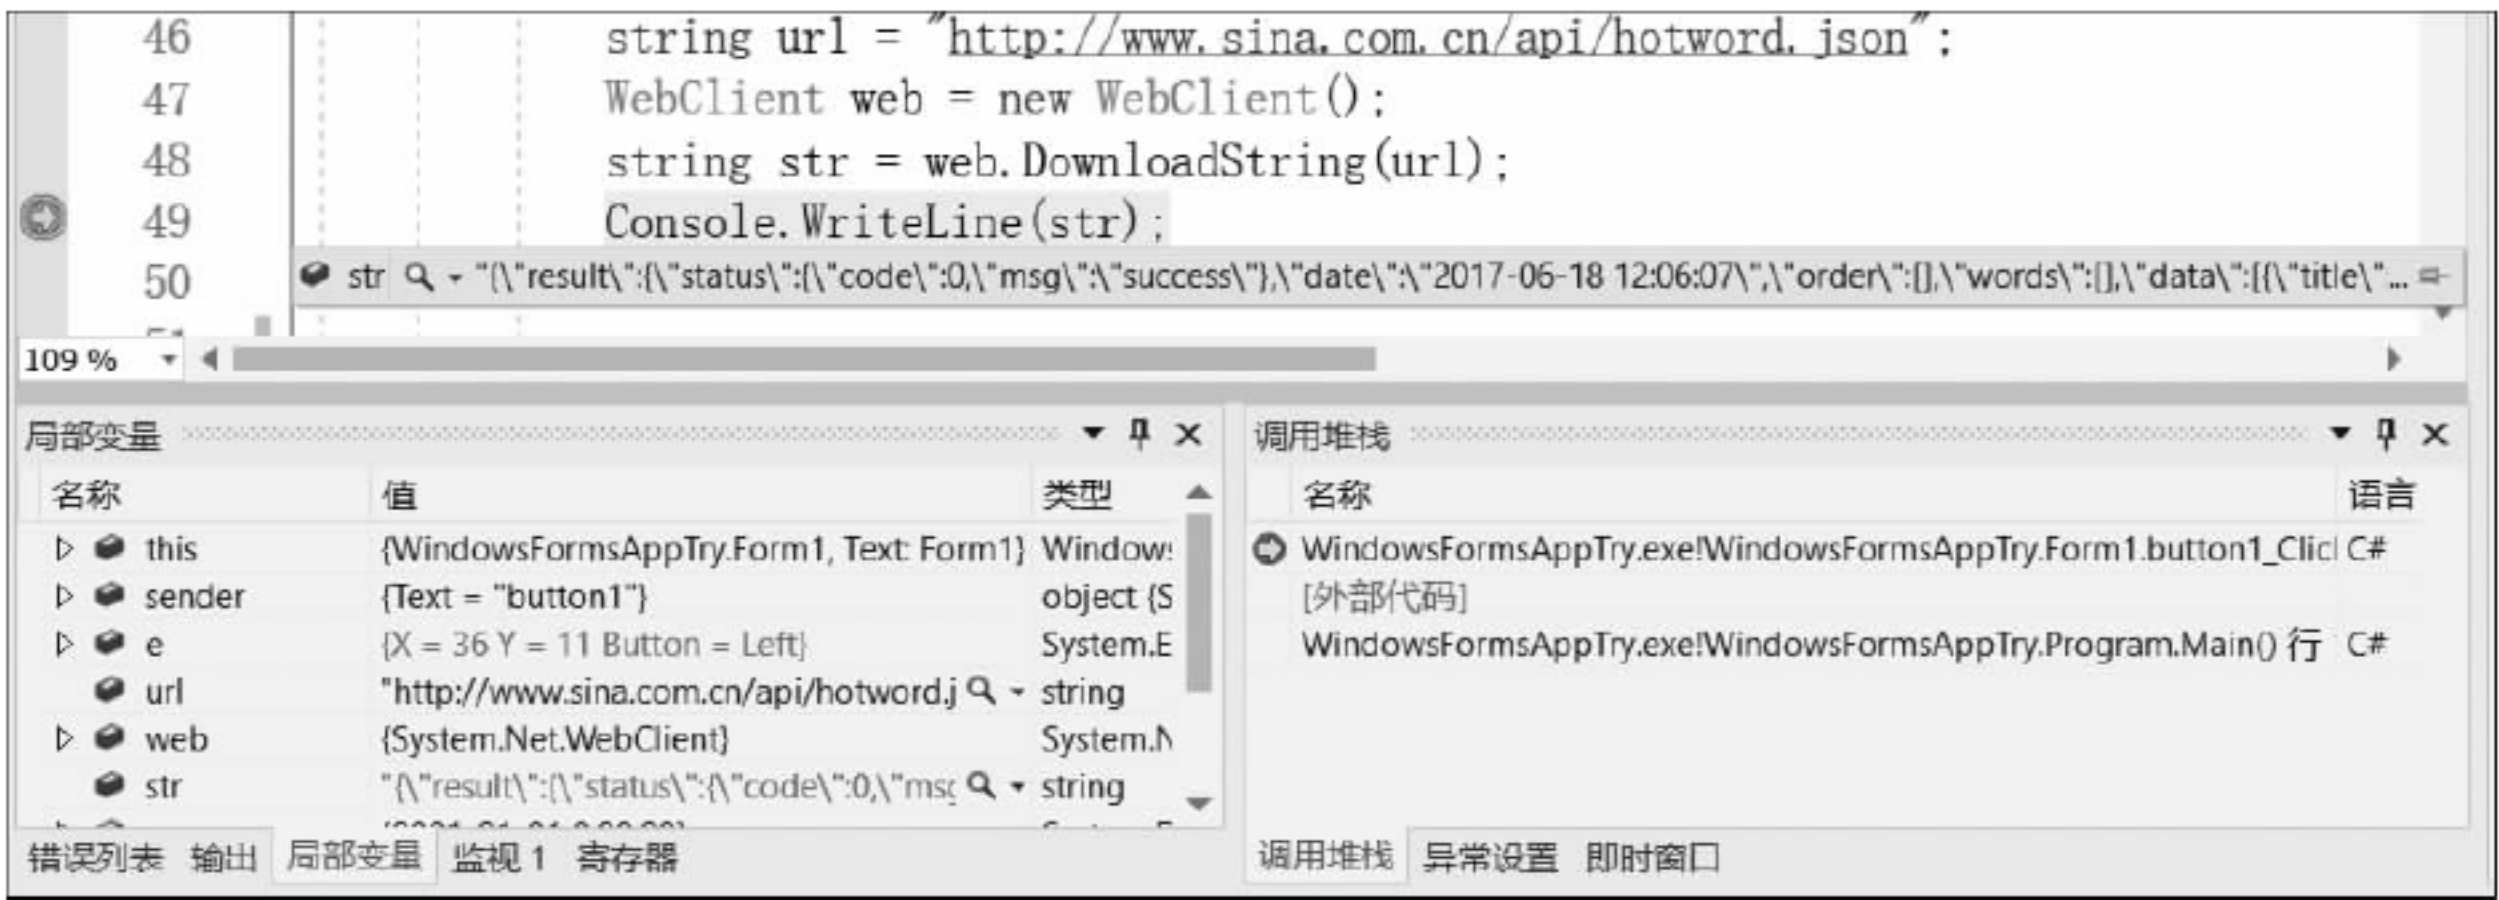 46 string url = "http://www.sina.com.cn/api/hotword.json";
47 WebClient web = new WebClient();
48 string str = web.DownloadString(url);
49 Console.WriteLine(str);
50 str "{\"result\":{\"status\":{\"code\":0,\"msg\":\"success\"},\"date\":\"2017-06-18 12:06:07\",\"order\":[],\"words\":[],\"data\":[{\"title\"...
109 %
局部变量
名称 值 类型
this {WindowsFormsAppTry.Form1, Text: Form1} Windows
sender {Text = "button1"} object {S
e {X = 36 Y = 11 Button = Left} System.E
url "http://www.sina.com.cn/api/hotword.j string
web {System.Net.WebClient} System.N
str "{\"result\":{\"status\":{\"code\":0,\"msg string
错误列表 输出 局部变量 监视 1 寄存器
调用堆栈
名称 语言
WindowsFormsAppTry.exe!WindowsFormsAppTry.Form1.button1_Clic C#
[外部代码]
WindowsFormsAppTry.exe!WindowsFormsAppTry.Program.Main() 行 C#
调用堆栈 异常设置 即时窗口